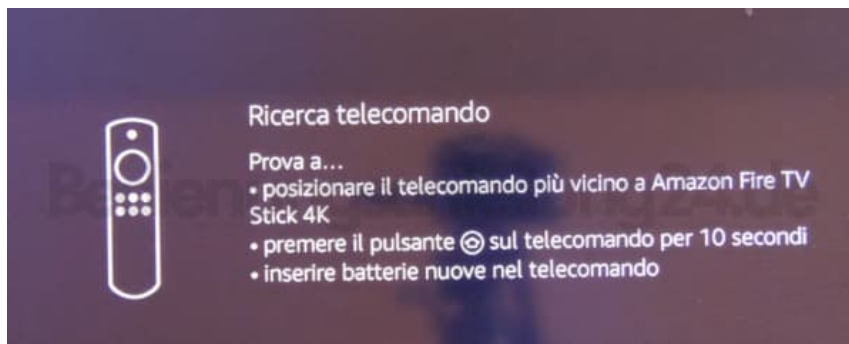 Ricerca telecomando
Prova a...
• posizionare il telecomando più vicino a Amazon Fire TV
Stick 4K
• premere il pulsante sul telecomando per 10 secondi
• inserire batterie nuove nel telecomando